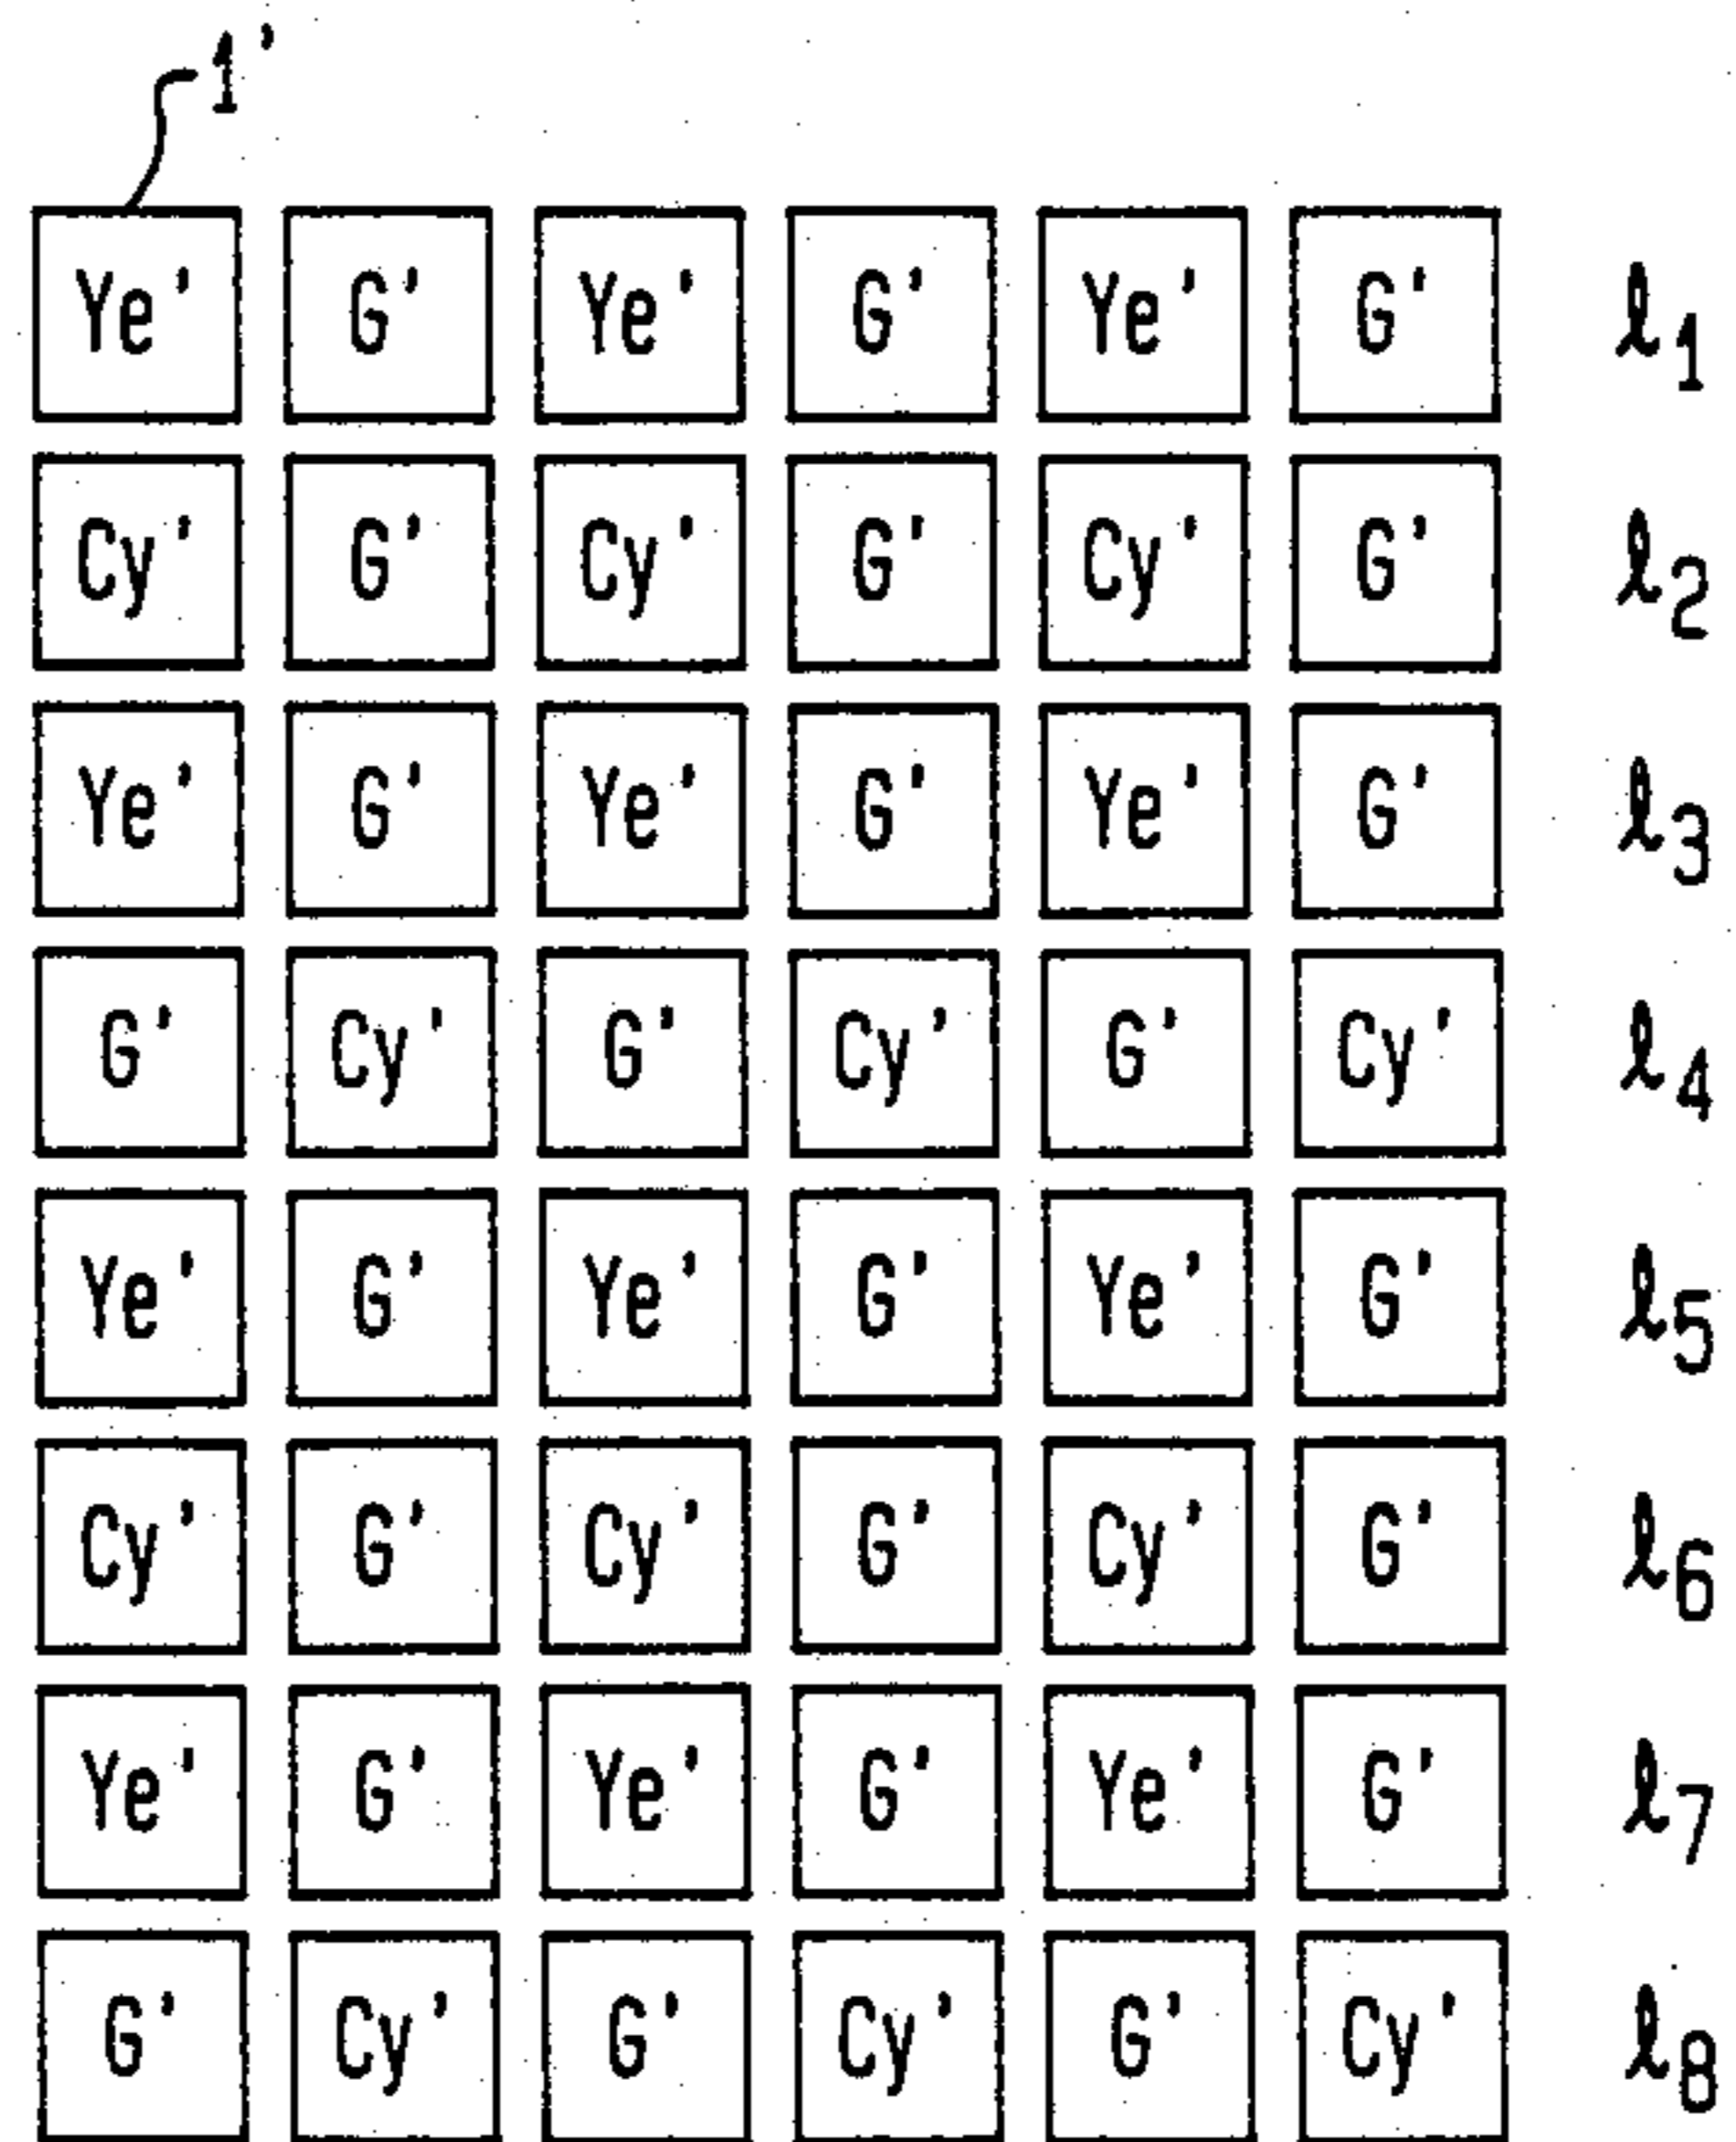 1'
Ye' G' Ye' G' Ye' G' ℓ1
Cy' G' Cy' G' Cy' G' ℓ2
Ye' G' Ye' G' Ye' G' ℓ3
G' Cy' G' Cy' G' Cy' ℓ4
Ye' G' Ye' G' Ye' G' ℓ5
Cy' G' Cy' G' Cy' G' ℓ6
Ye' G' Ye' G' Ye' G' ℓ7
G' Cy' G' Cy' G' Cy' ℓ8